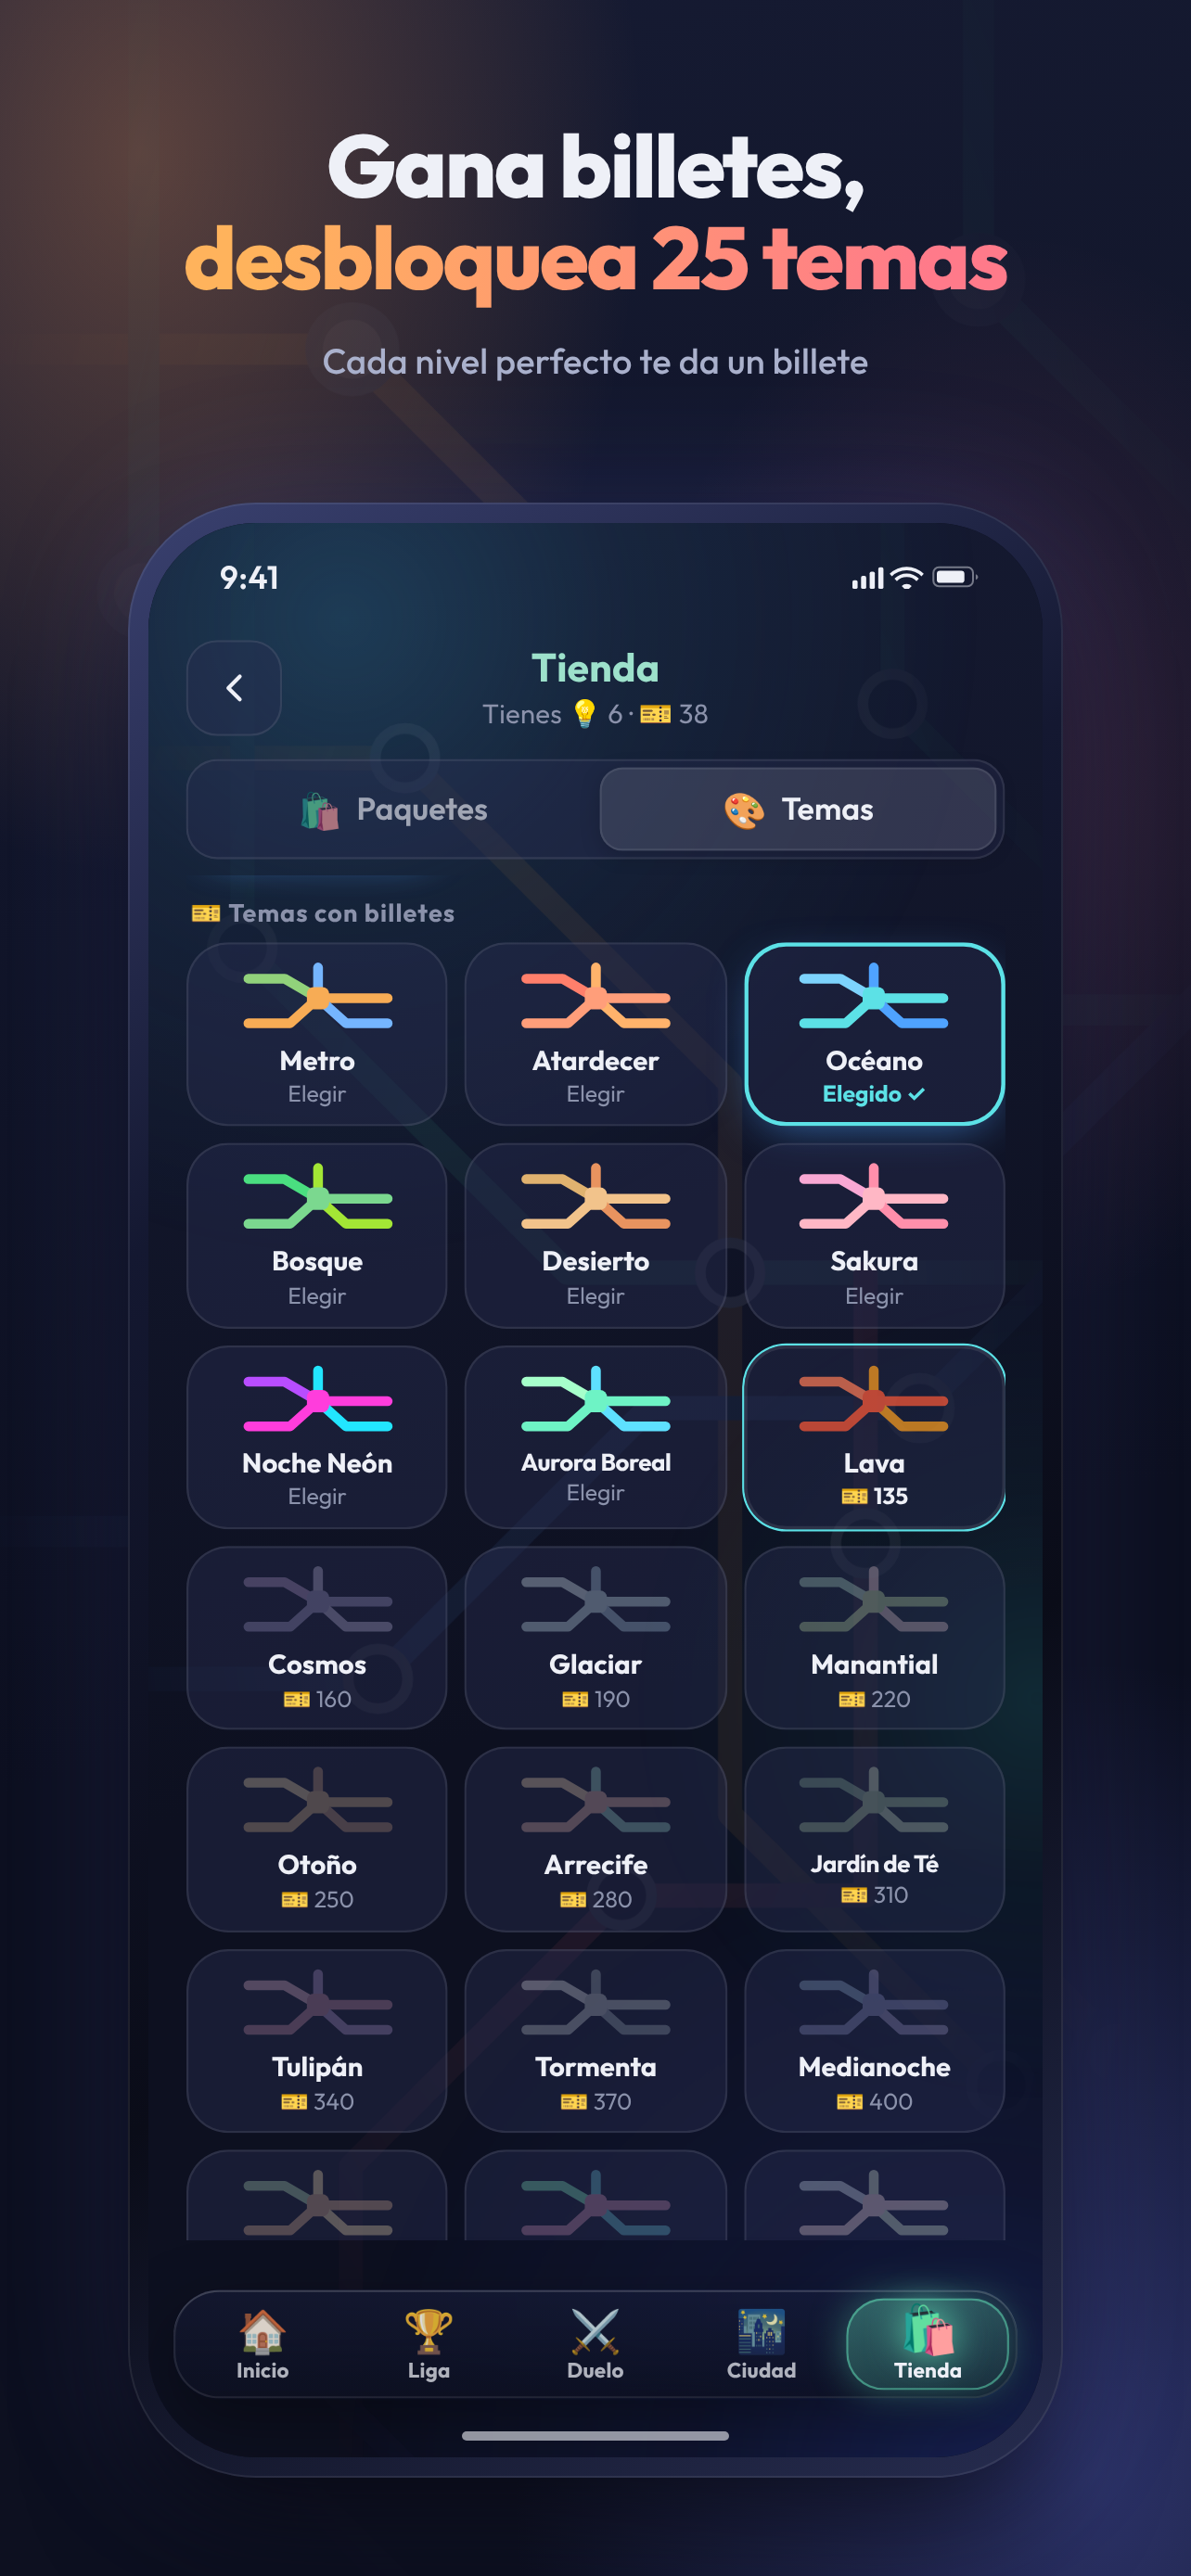 Gana billetes,
desbloquea 25 temas
Cada nivel perfecto te da un billete
9:41
Tienda
Tienes 💡 6 · 🎫 38
🛍️ Paquetes
🎨 Temas
🎫 Temas con billetes
Metro
Elegir
Atardecer
Elegir
Océano
Elegido ✓
Bosque
Elegir
Desierto
Elegir
Sakura
Elegir
Noche Neón
Elegir
Aurora Boreal
Elegir
Lava
🎫 135
Cosmos
🎫 160
Glaciar
🎫 190
Manantial
🎫 220
Otoño
🎫 250
Arrecife
🎫 280
Jardín de Té
🎫 310
Tulipán
🎫 340
Tormenta
🎫 370
Medianoche
🎫 400
Inicio
Liga
Duelo
Ciudad
Tienda